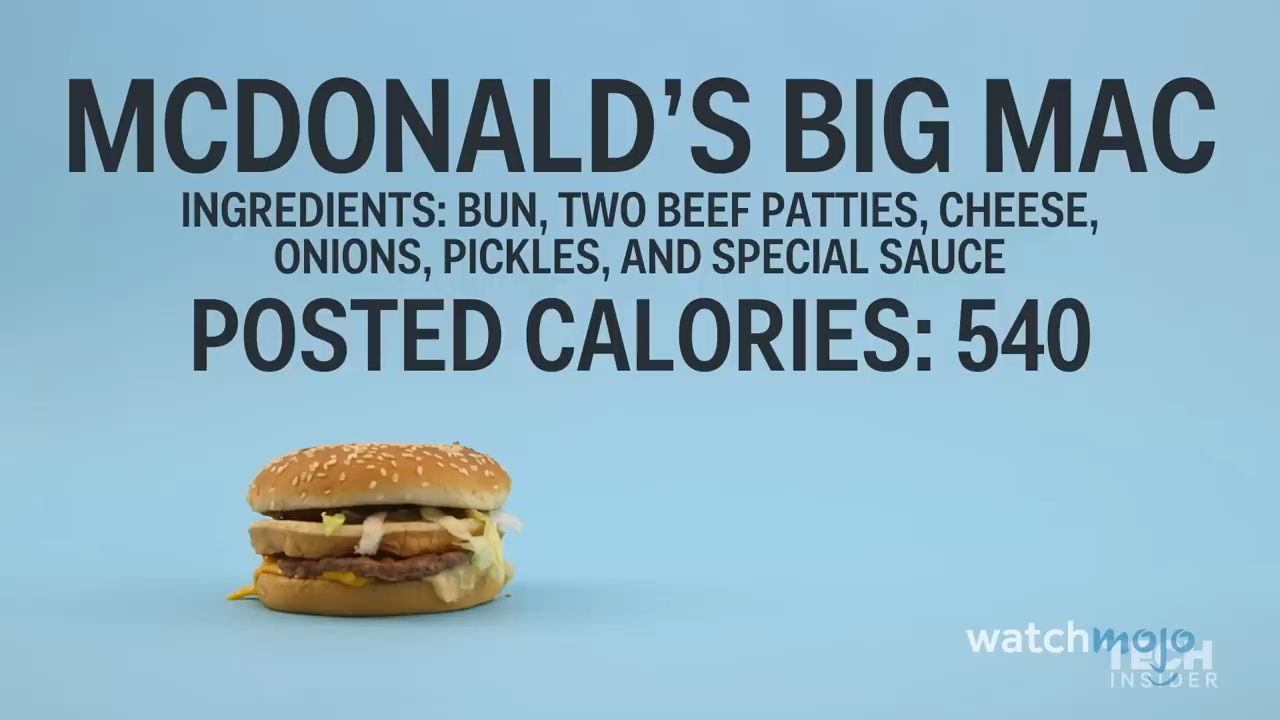 MCDONALD'S BIG MAC
INGREDIENTS: BUN, TWO BEEF PATTIES, CHEESE,
ONIONS, PICKLES, AND SPECIAL SAUCE
POSTED CALORIES: 540
watchmojo
TECH
INSIDER